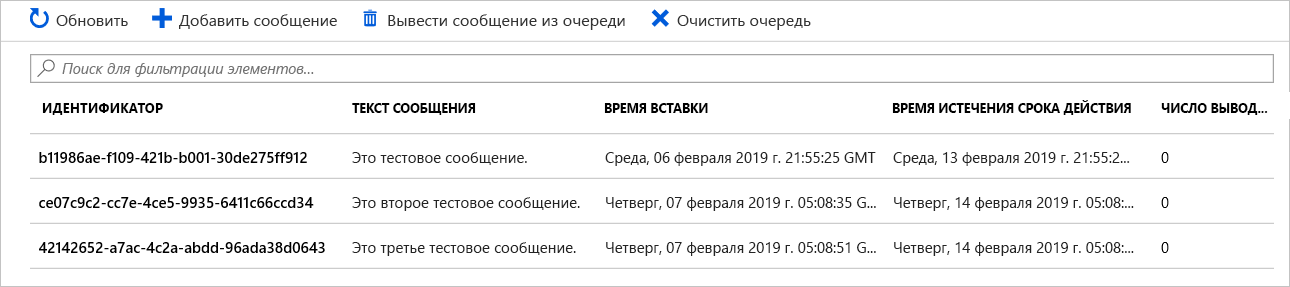 Обновить Добавить сообщение Вывести сообщение из очереди Очистить очередь
Поиск для фильтрации элементов...
ИДЕНТИФИКАТОР ТЕКСТ СООБЩЕНИЯ ВРЕМЯ ВСТАВКИ ВРЕМЯ ИСТЕЧЕНИЯ СРОКА ДЕЙСТВИЯ ЧИСЛО ВЫВОД...
b11986ae-f109-421b-b001-30de275ff912 Это тестовое сообщение. Среда, 06 февраля 2019 г. 21:55:25 GMT Среда, 13 февраля 2019 г. 21:55:2... 0
ce07c9c2-cc7e-4ce5-9935-6411c66ccd34 Это второе тестовое сообщение. Четверг, 07 февраля 2019 г. 05:08:35 G... Четверг, 14 февраля 2019 г. 05:08:... 0
42142652-a7ac-4c2a-abdd-96ada38d0643 Это третье тестовое сообщение. Четверг, 07 февраля 2019 г. 05:08:51 G... Четверг, 14 февраля 2019 г. 05:08:... 0